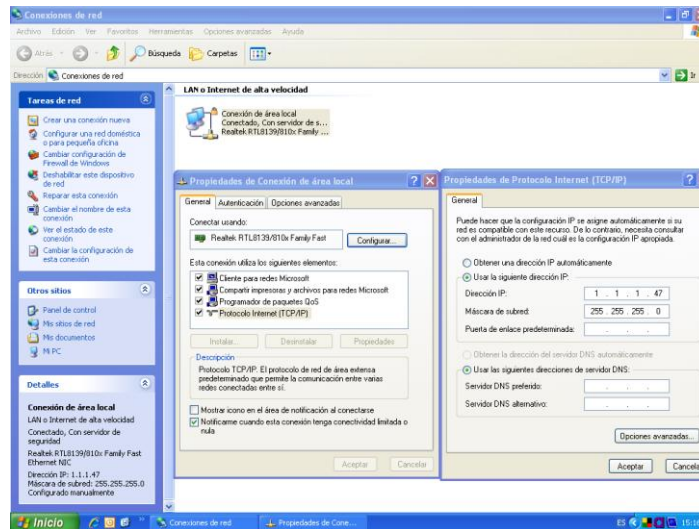 Conexiones de red
Archivo Edición Ver Favoritos Herramientas Opciones avanzadas Ayuda
Atrás Búsqueda Carpetas
Dirección Conexiones de red Ir
Tareas de red
Crear una conexión nueva
Configurar una red doméstica
o para pequeña oficina
Cambiar configuración de
Firewall de Windows
Deshabilitar este dispositivo
de red
Reparar esta conexión
Cambiar el nombre de esta
conexión
Ver el estado de este
conexión
Cambiar la configuración de
esta conexión
Otros sitios
Panel de control
Mis sitios de red
Mis documentos
Mi PC
Detalles
Conexión de área local
LAN o Internet de alta velocidad
Conectado, Con servidor de
seguridad
Realtek RTL8139/810x Family Fast
Ethernet NIC
Dirección IP: 1.1.1.47
Máscara de subred: 255.255.255.0
Configurado manualmente
LAN o Internet de alta velocidad
Conexión de área local
Conectado, Con servidor de s...
Realtek RTL8139/810x Family ...
Propiedades de Conexión de área local
General Autenticación Opciones avanzadas
Conectar usando:
Realtek RTL8139/810x Family Fast Configurar...
Esta conexión utiliza los siguientes elementos:
Cliente para redes Microsoft
Compartir impresoras y archivos para redes Microsoft
Programador de paquetes QoS
Protocolo Internet (TCP/IP)
Instalar... Desinstalar Propiedades
Descripción
Protocolo TCP/IP. El protocolo de red de área extensa
predeterminado que permite la comunicación entre varias
redes conectadas entre sí.
Mostrar icono en el área de notificación al conectarse
Notificarme cuando esta conexión tenga conectividad limitada o
nula
Aceptar Cancelar
Propiedades de Protocolo Internet (TCP/IP)
General
Puede hacer que la configuración IP se asigne automáticamente si su
red es compatible con este recurso. De lo contrario, necesita consultar
con el administrador de la red cuál es la configuración IP apropiada.
Obtener una dirección IP automáticamente
Usar la siguiente dirección IP:
Dirección IP: 1 . 1 . 1 . 47
Máscara de subred: 255 . 255 . 255 . 0
Puerta de enlace predeterminada: . . .
Obtener la dirección del servidor DNS automáticamente
Usar las siguientes direcciones de servidor DNS:
Servidor DNS preferido: . . .
Servidor DNS alternativo: . . .
Opciones avanzadas...
Aceptar Cancela
Inicio Conexiones de red Propiedades de Cone... ES